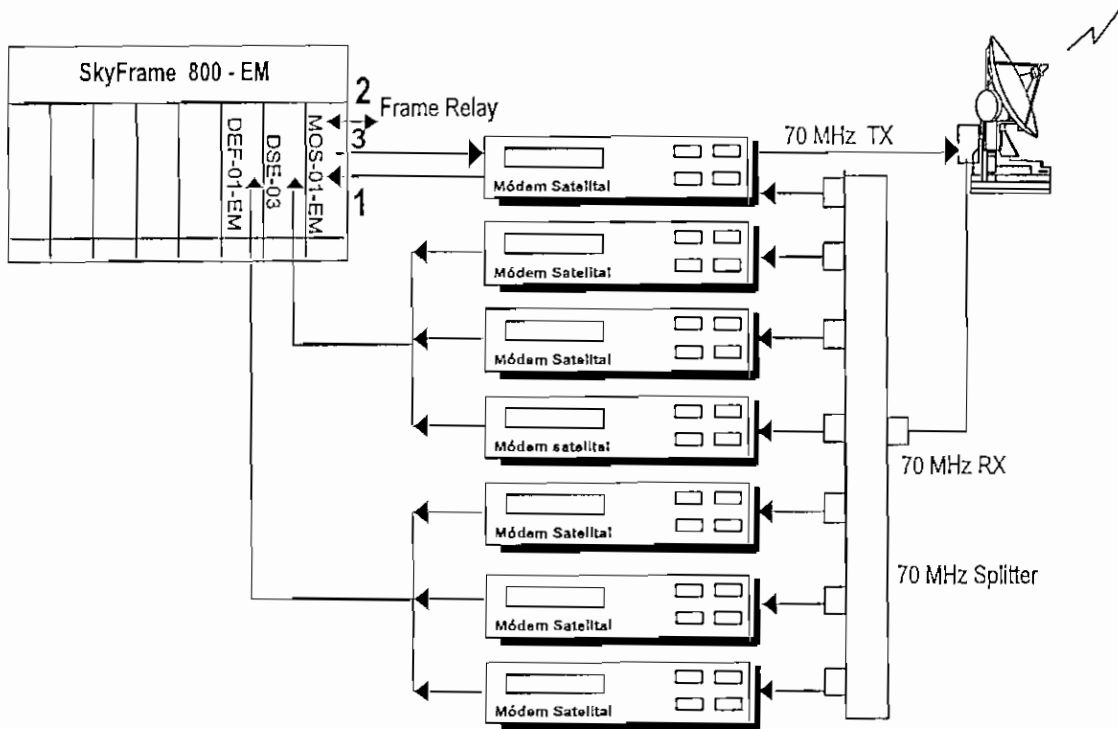 SkyFrame 800 - EM
2
Frame Relay
3
1
DEF-01-EM
DSE-03
MOS-01-EM
70 MHz TX
Módem Satelital
Módem Satelital
Módem Satelital
Módem satelital
70 MHz RX
Módem Satelital
70 MHz Splitter
Módem Satelital
Módem Satelital